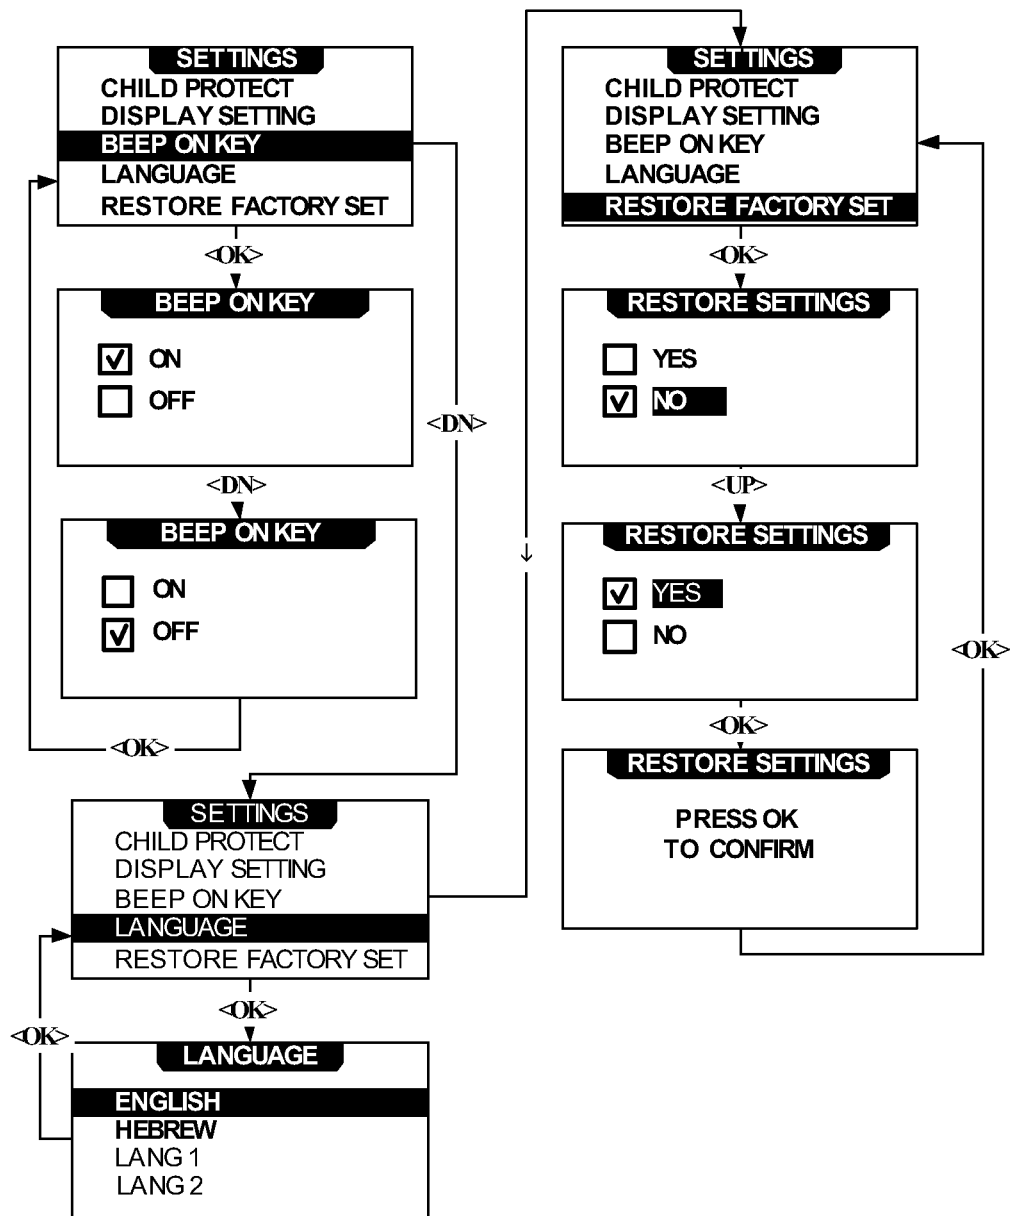 SETTINGS
CHILD PROTECT
DISPLAY SETTING
BEEP ON KEY
LANGUAGE
RESTORE FACTORY SET
<OK>
BEEP ON KEY
ON
OFF
<DN>
<DN>
BEEP ON KEY
ON
OFF
<OK>
SETTINGS
CHILD PROTECT
DISPLAY SETTING
BEEP ON KEY
LANGUAGE
RESTORE FACTORY SET
<OK>
<OK>
LANGUAGE
ENGLISH
HEBREW
LANG 1
LANG 2
SETTINGS
CHILD PROTECT
DISPLAY SETTING
BEEP ON KEY
LANGUAGE
RESTORE FACTORY SET
<OK>
RESTORE SETTINGS
YES
NO
<UP>
RESTORE SETTINGS
YES
NO
<OK>
<OK>
RESTORE SETTINGS
PRESS OK
TO CONFIRM